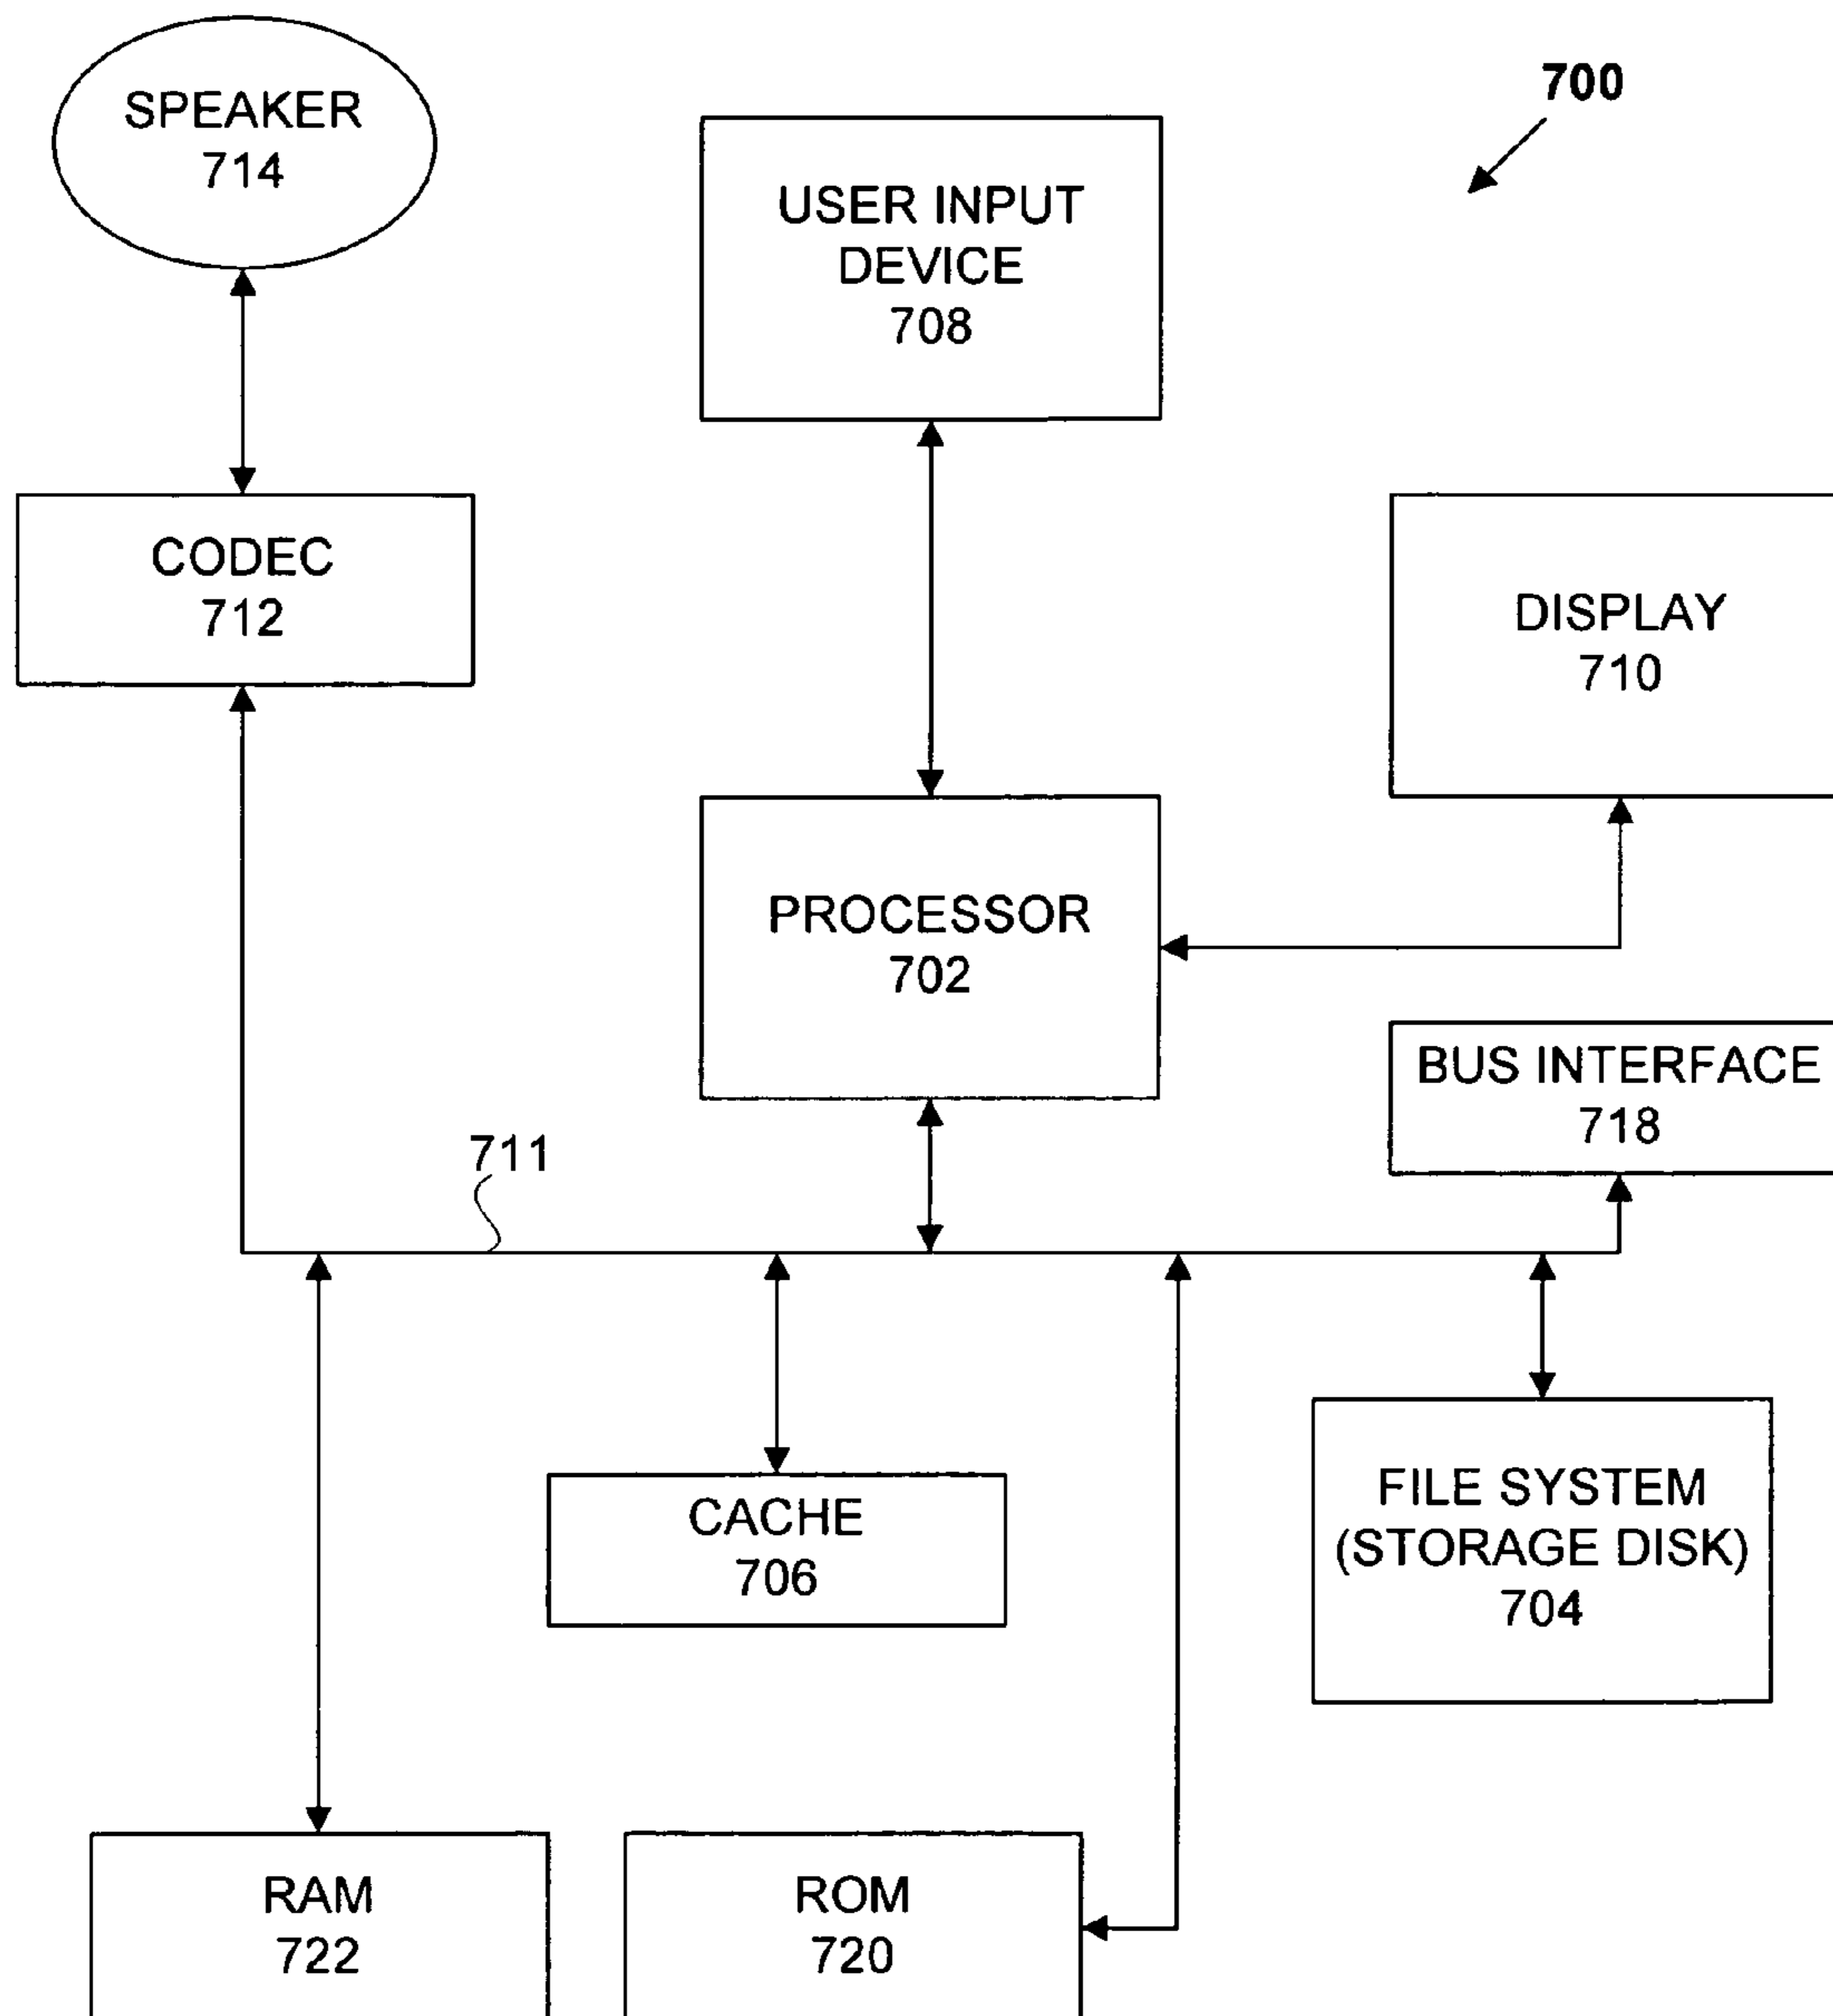 SPEAKER
714
700
USER INPUT
DEVICE
708
CODEC
712
DISPLAY
710
PROCESSOR
702
BUS INTERFACE
718
711
CACHE
706
FILE SYSTEM
(STORAGE DISK)
704
RAM
722
ROM
720